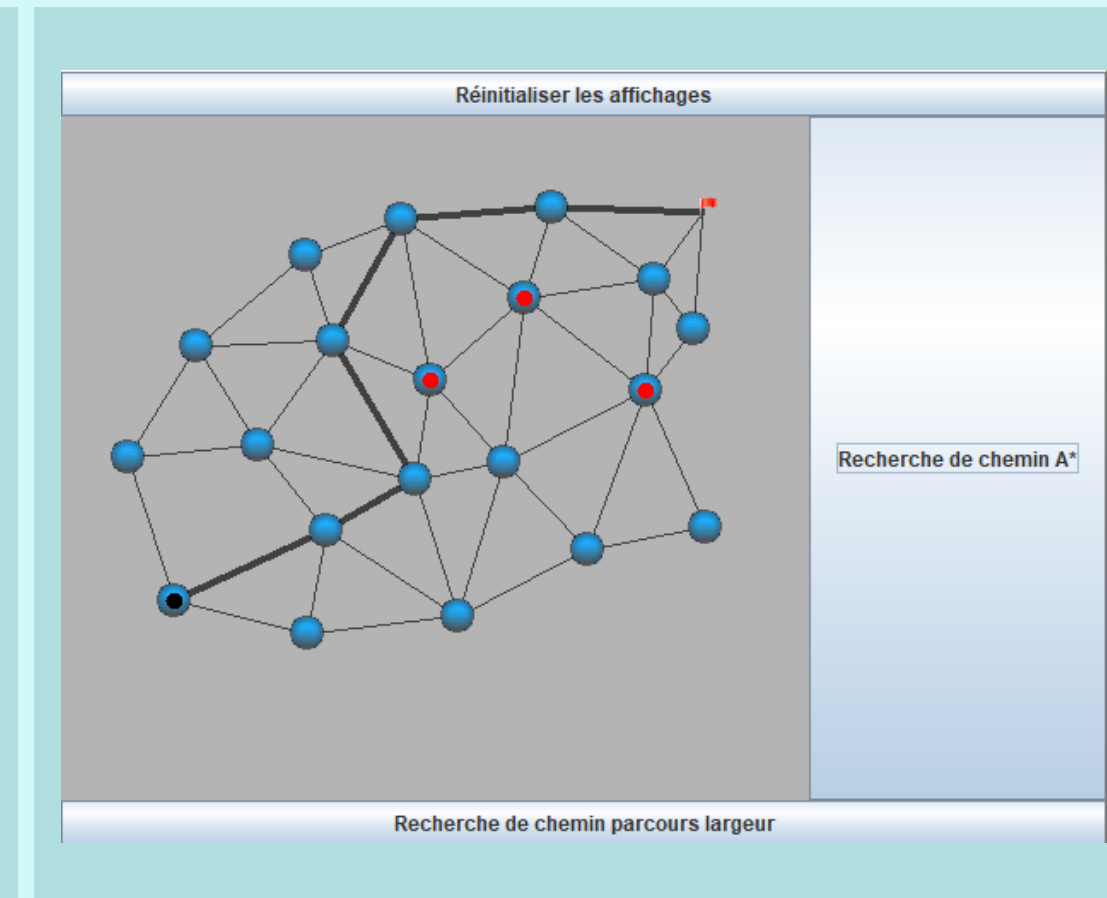 Réinitialiser les affichages
Recherche de chemin A*
Recherche de chemin parcours largeur